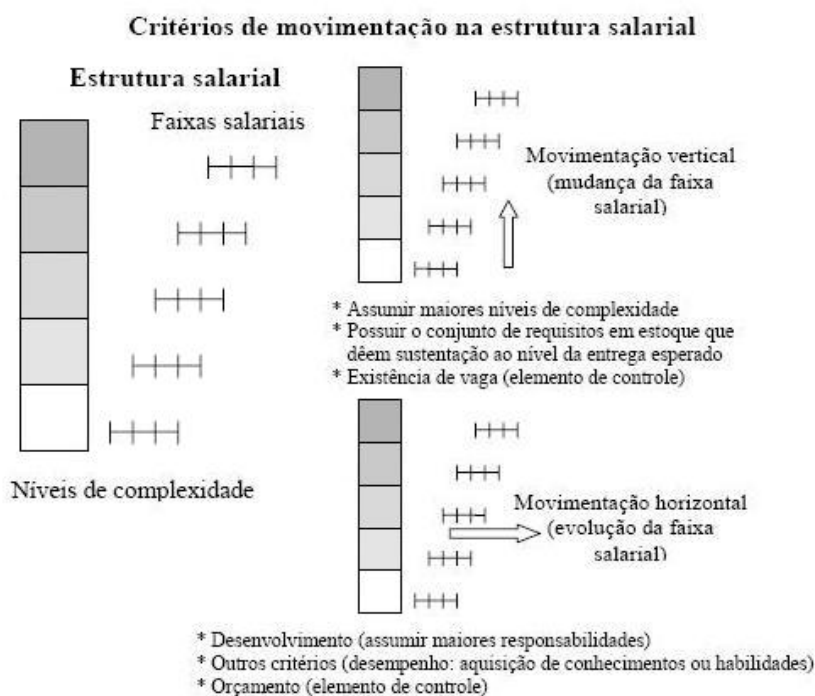 Critérios de movimentação na estrutura salarial
Estrutura salarial
Faixas salariais
Níveis de complexidade
Movimentação vertical
(mudança da faixa
salarial)
* Assumir maiores níveis de complexidade
* Possuir o conjunto de requisitos em estoque que
dêem sustentação ao nível da entrega esperado
* Existência de vaga (elemento de controle)
Movimentação horizontal
(evolução da faixa
salarial)
* Desenvolvimento (assumir maiores responsabilidades)
* Outros critérios (desempenho: aquisição de conhecimentos ou habilidades)
* Orçamento (elemento de controle)